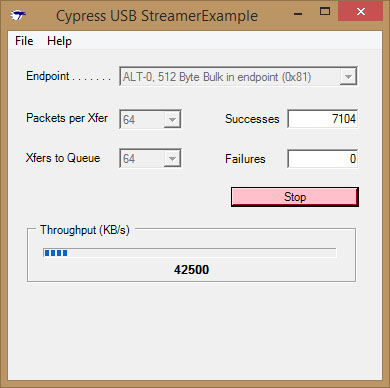 Cypress USB StreamerExample
File Help
Endpoint . . . . . . . ALT-0, 512 Byte Bulk in endpoint (0x81)
Packets per Xfer 64 Successes 7104
Xfers to Queue 64 Failures 0
Stop
Throughput (KB/s)
42500